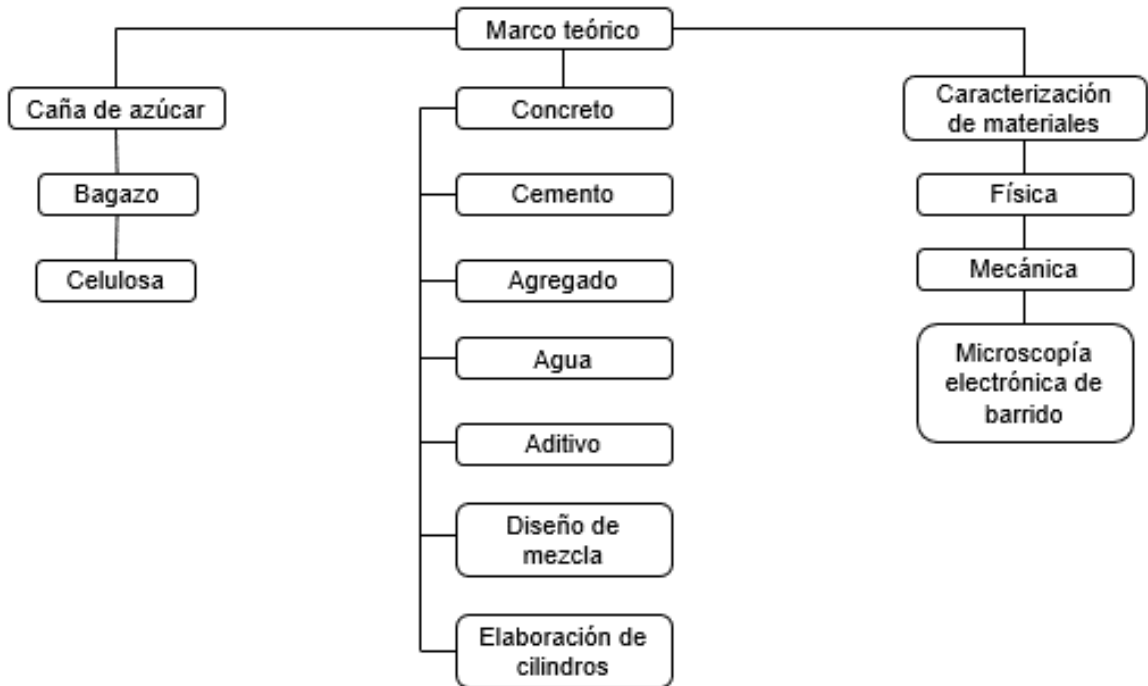 Marco teórico
Caña de azúcar
Bagazo
Celulosa
Concreto
Cemento
Agregado
Agua
Aditivo
Diseño de
mezcla
Elaboración de
cilindros
Caracterización
de materiales
Física
Mecánica
Microscopía
electrónica de
barrido